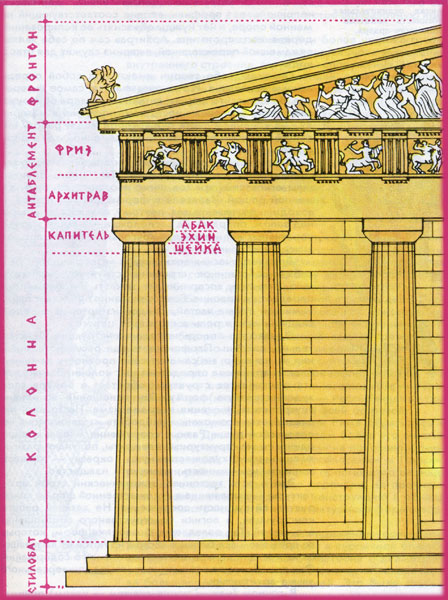 ФРОНТОН
АНТАБЛЕМЕНТ
ФРИЗ
АРХИТРАВ
КАПИТЕЛЬ
АБАК
ЭХИН
ШЕЙКА
КОЛОННА
СТИЛОБАТ